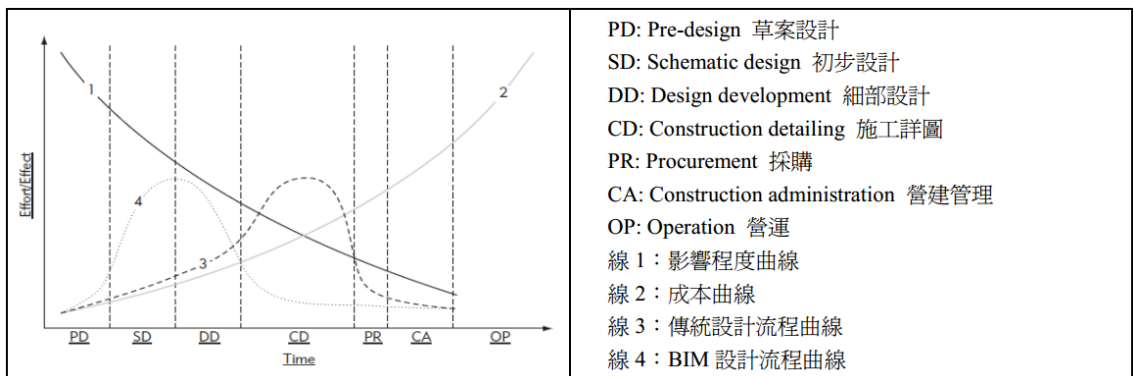 Effort/Effect
1
2
3
4
PD SD DD CD PR CA OP
Time
PD: Pre-design 草案設計
SD: Schematic design 初步設計
DD: Design development 細部設計
CD: Construction detailing 施工詳圖
PR: Procurement 採購
CA: Construction administration 營建管理
OP: Operation 營運
線 1：影響程度曲線
線 2：成本曲線
線 3：傳統設計流程曲線
線 4：BIM 設計流程曲線